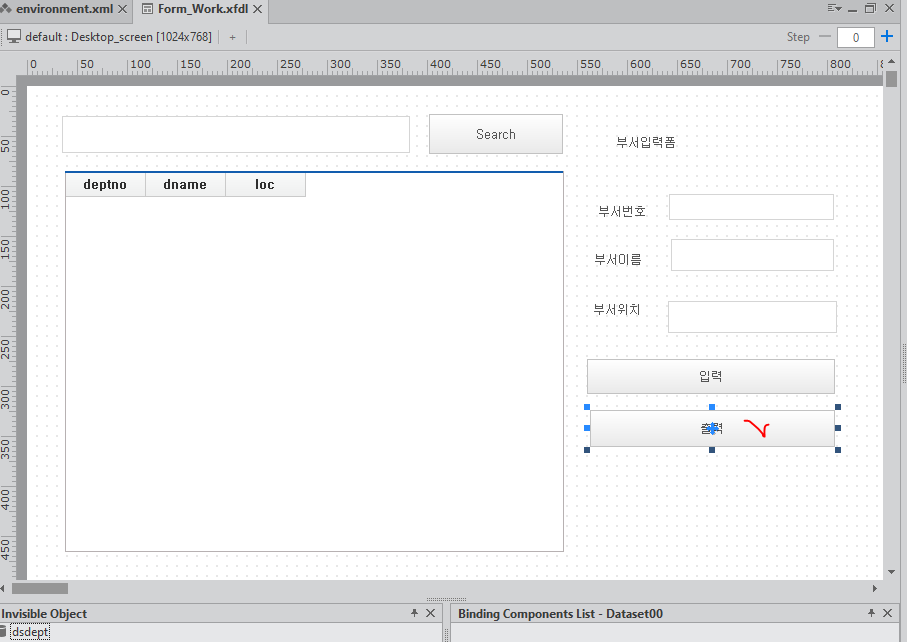 environment.xml
Form_Work.xfdl
default : Desktop_screen [1024x768]
+
Step
0
0 50 100 150 200 250 300 350 400 450 500 550 600 650 700 750 800
0
50
100
150
200
250
300
350
400
450
Search
부서입력폼
deptno dname loc
부서번호
부서이름
부서위치
입력
출력
Invisible Object
Binding Components List - Dataset00
dsdept